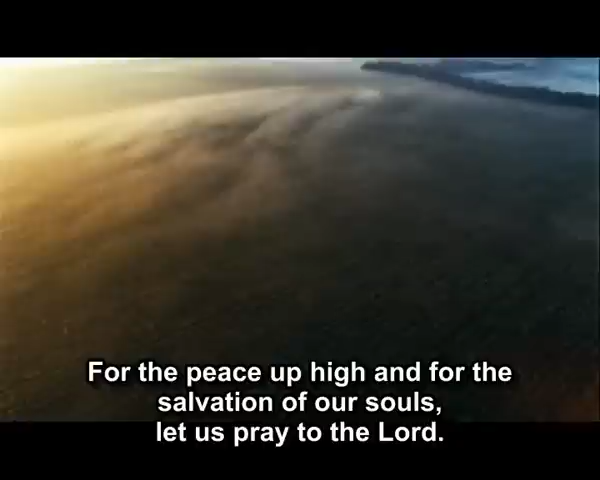 For the peace up high and for the
salvation of our souls,
let us pray to the Lord.